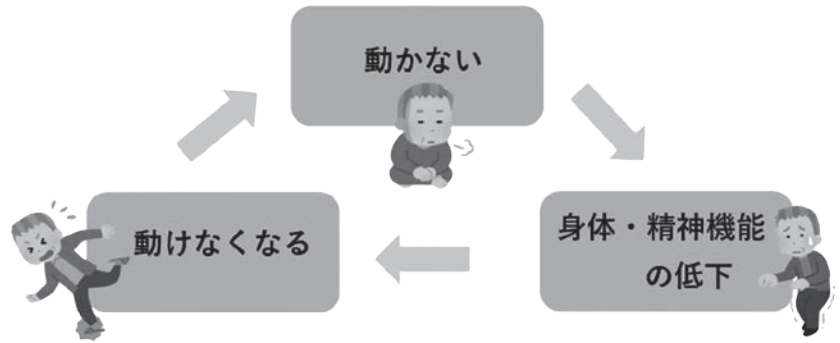 動かない
身体・精神機能
の低下
動けなくなる